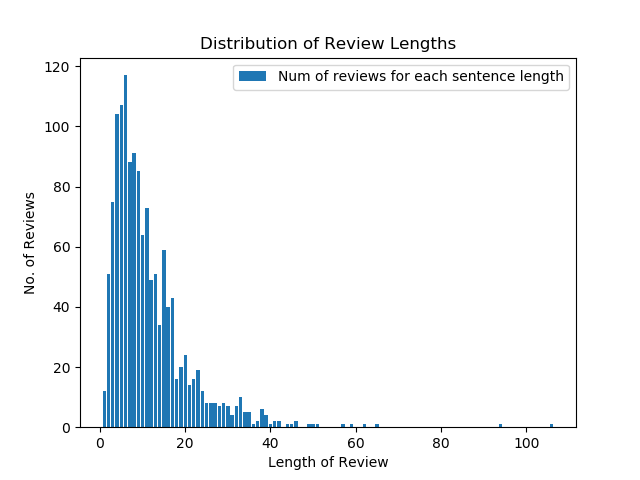 Distribution of Review Lengths
Num of reviews for each sentence length
120
100
80
60
40
20
0
No. of Reviews
0 20 40 60 80 100
Length of Review